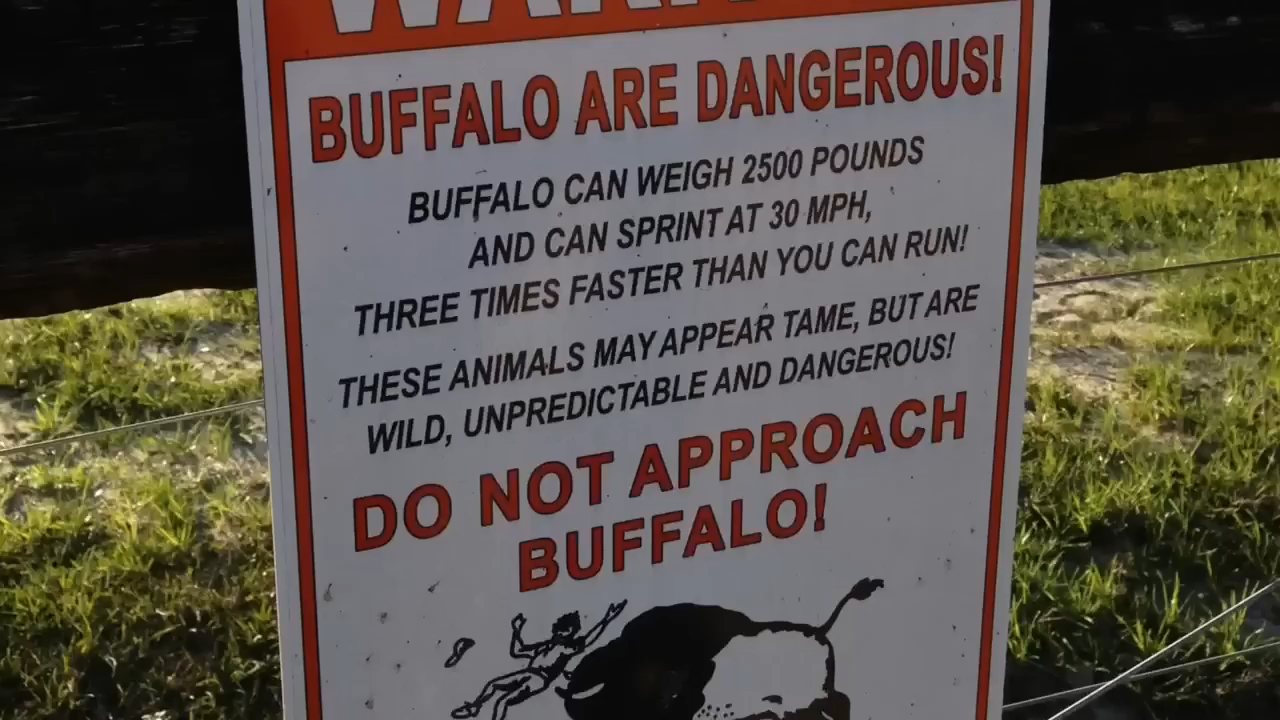 BUFFALO ARE DANGEROUS!
BUFFALO CAN WEIGH 2500 POUNDS
AND CAN SPRINT AT 30 MPH,
THREE TIMES FASTER THAN YOU CAN RUN!
THESE ANIMALS MAY APPEAR TAME, BUT ARE
WILD, UNPREDICTABLE AND DANGEROUS!
DO NOT APPROACH
BUFFALO!